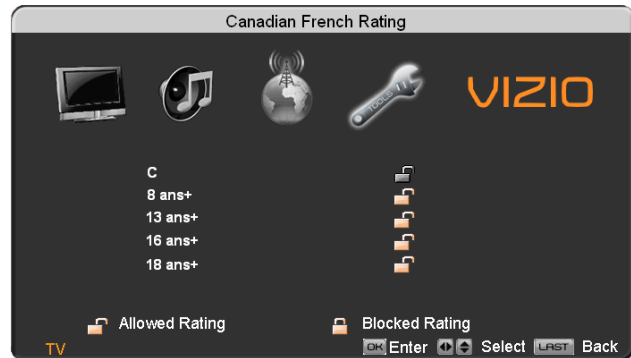 Canadian French Rating
TOOLS
VIZIO
C
8 ans+
13 ans+
16 ans+
18 ans+
Allowed Rating
Blocked Rating
TV
OK Enter Select LAST Back